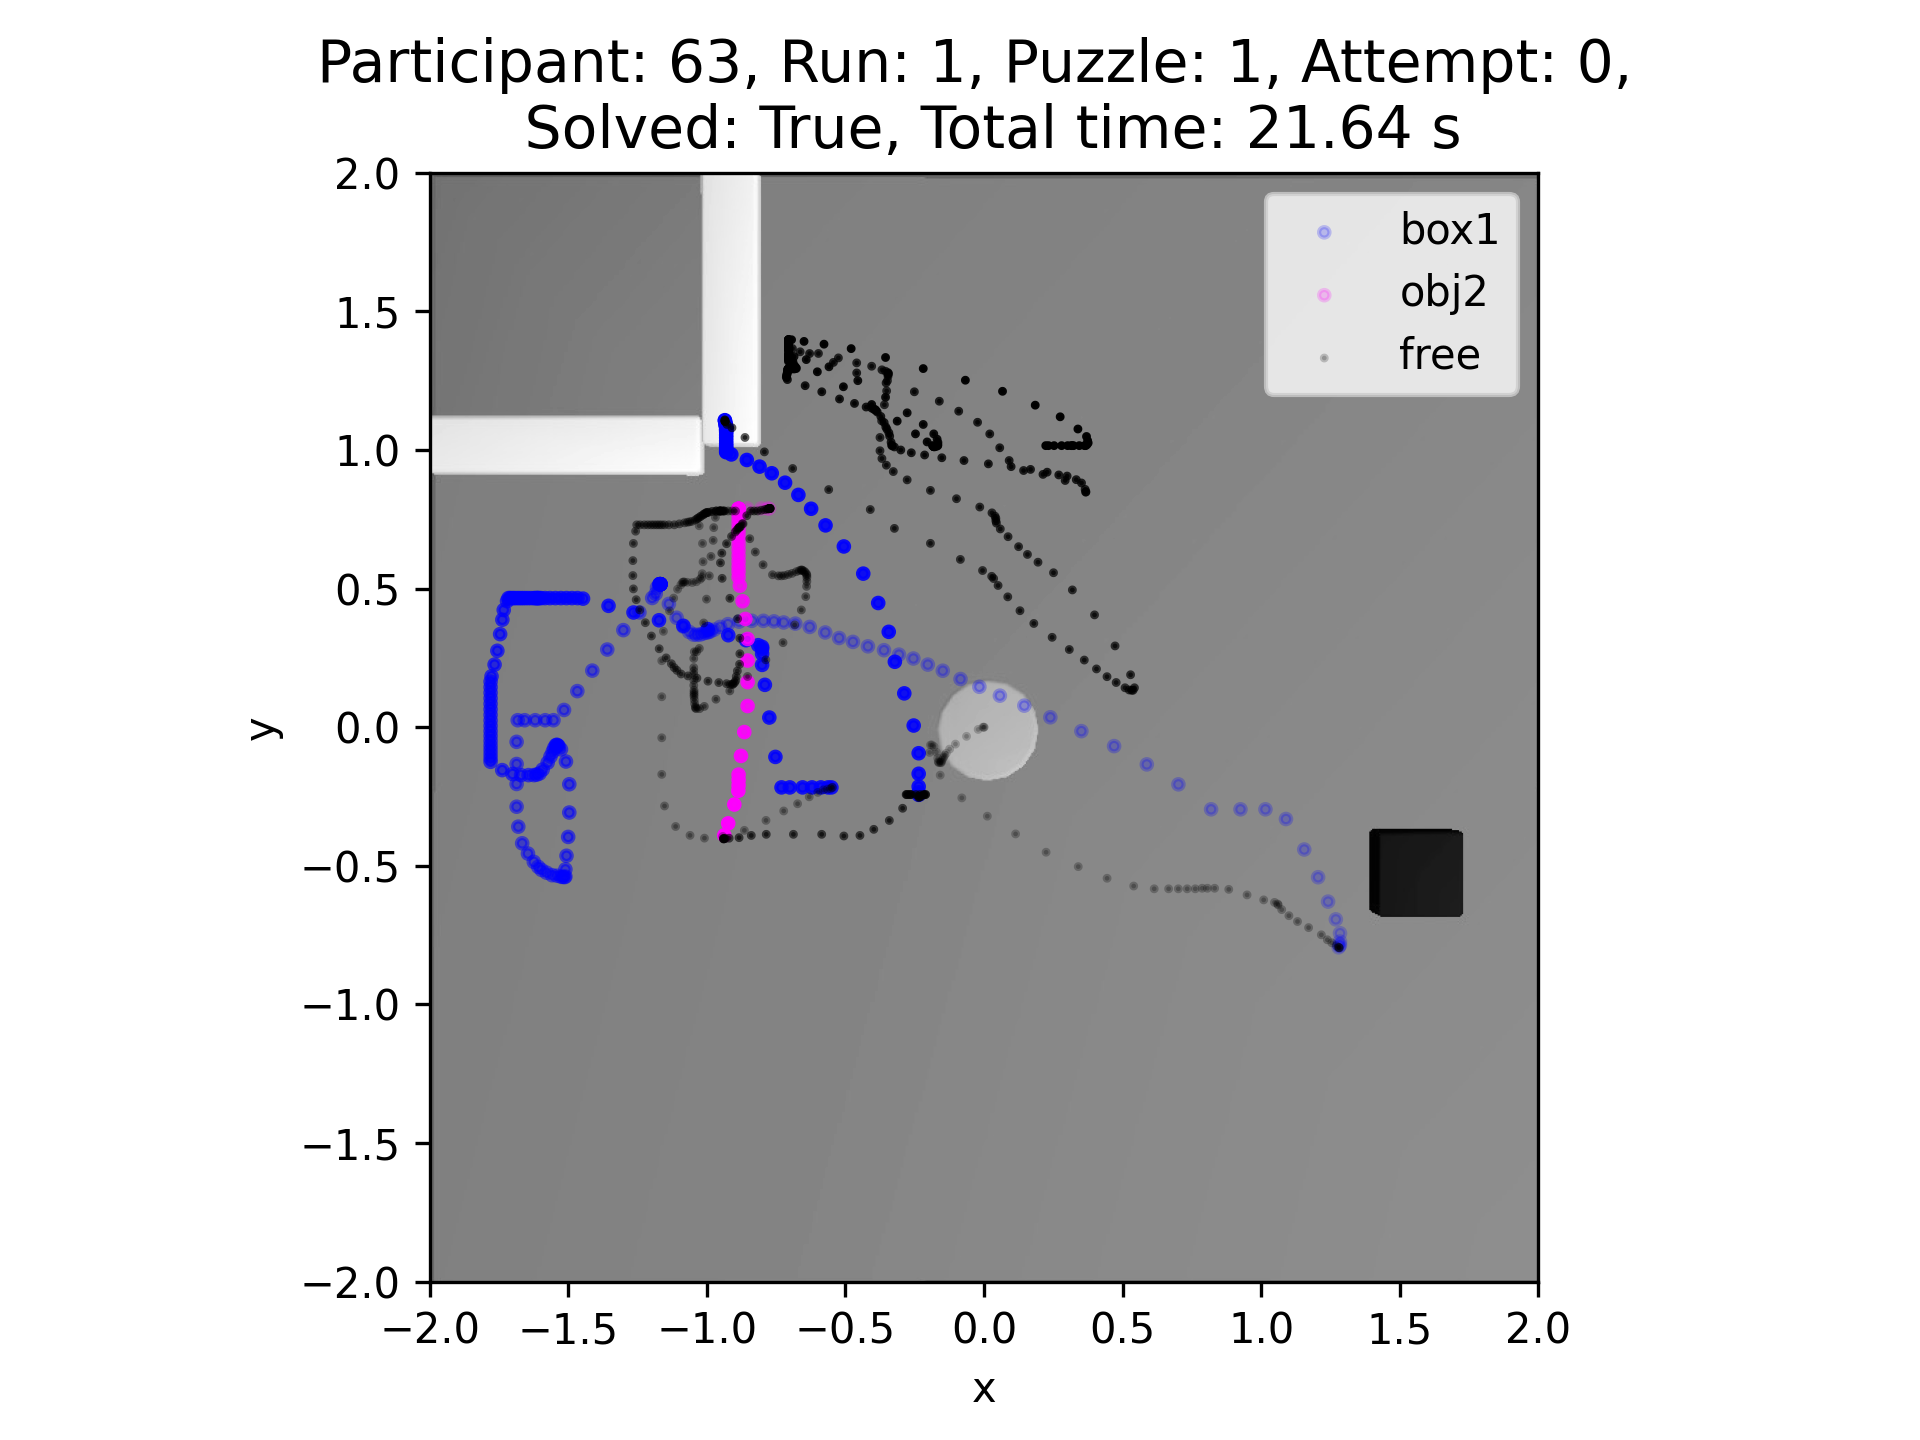 Participant: 63, Run: 1, Puzzle: 1, Attempt: 0,
Solved: True, Total time: 21.64 s
box1
obj2
free
2.0
1.5
1.0
0.5
0.0
−0.5
−1.0
−1.5
−2.0
y
−2.0 −1.5 −1.0 −0.5 0.0 0.5 1.0 1.5 2.0
x